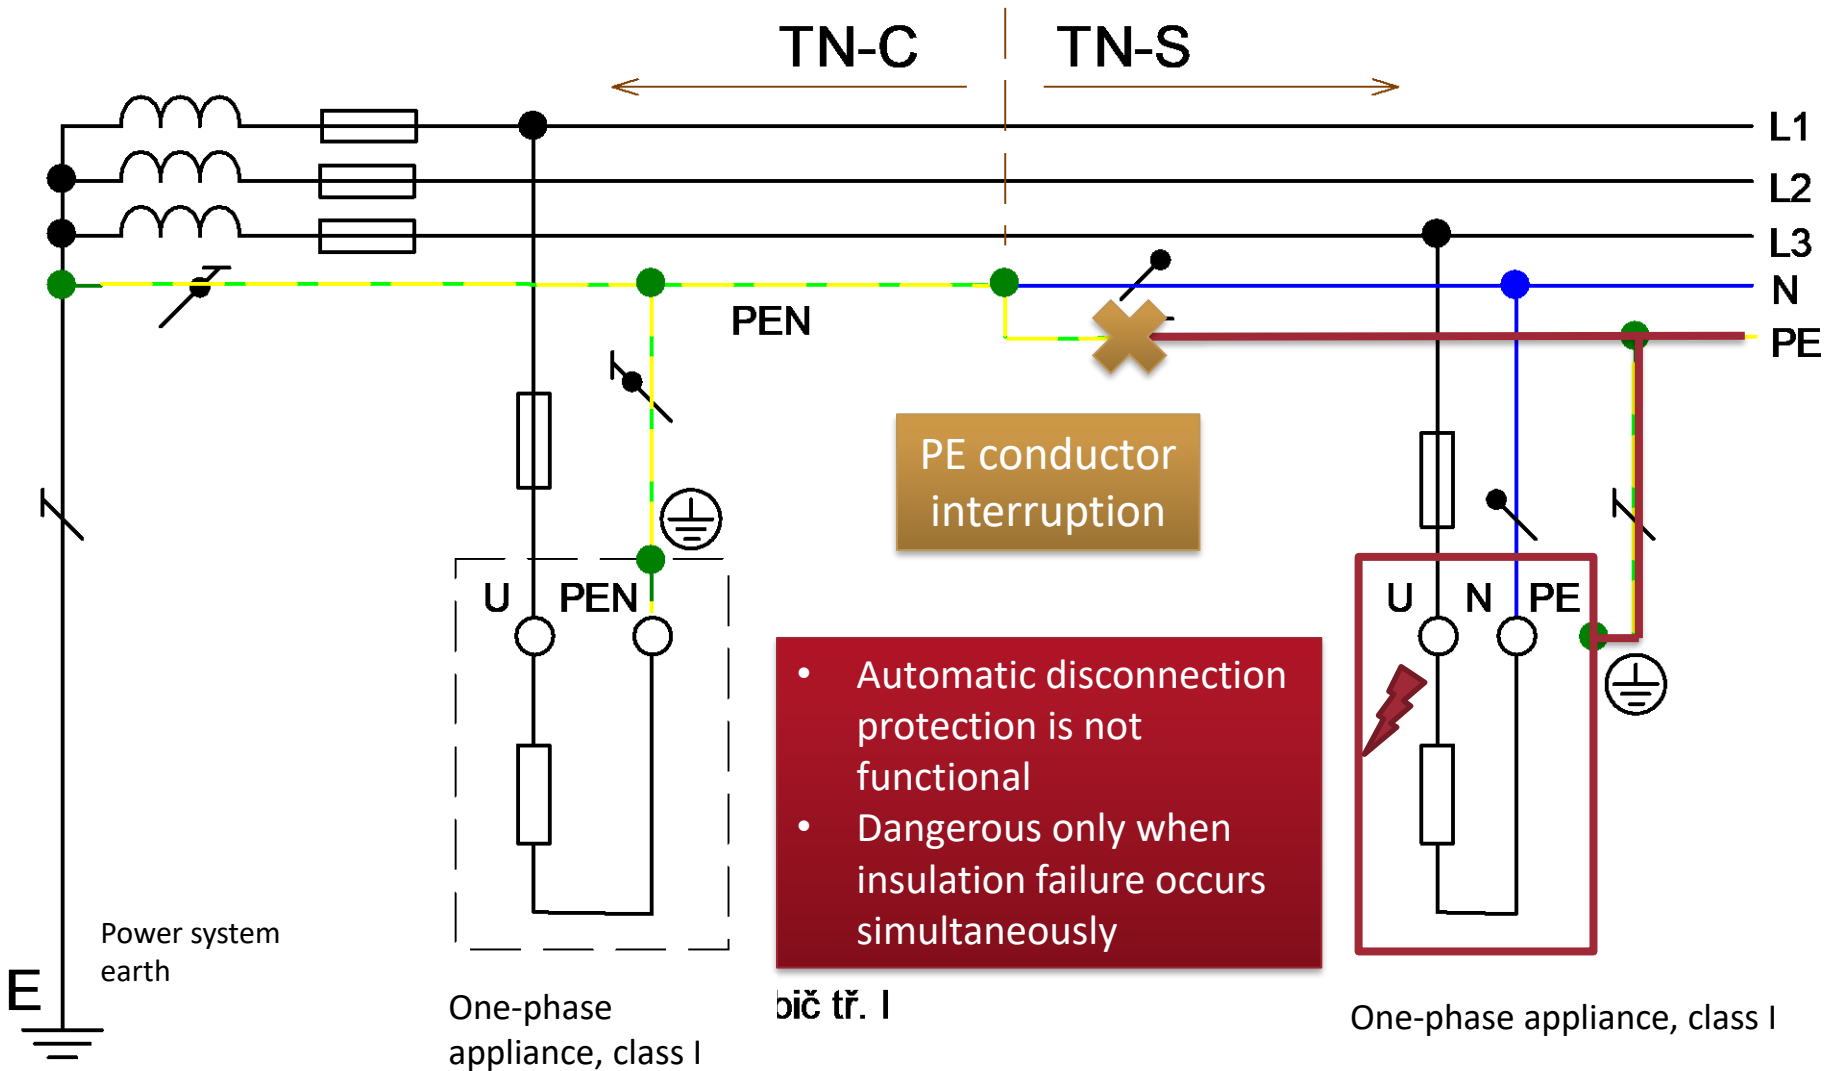 TN-C
TN-S
L1
L2
L3
N
PE
PEN
PE conductor
interruption
U
PEN
U
N
PE
• Automatic disconnection
protection is not
functional
• Dangerous only when
insulation failure occurs
simultaneously
Power system
earth
E
One-phase
appliance, class I
bič tř. I
One-phase appliance, class I